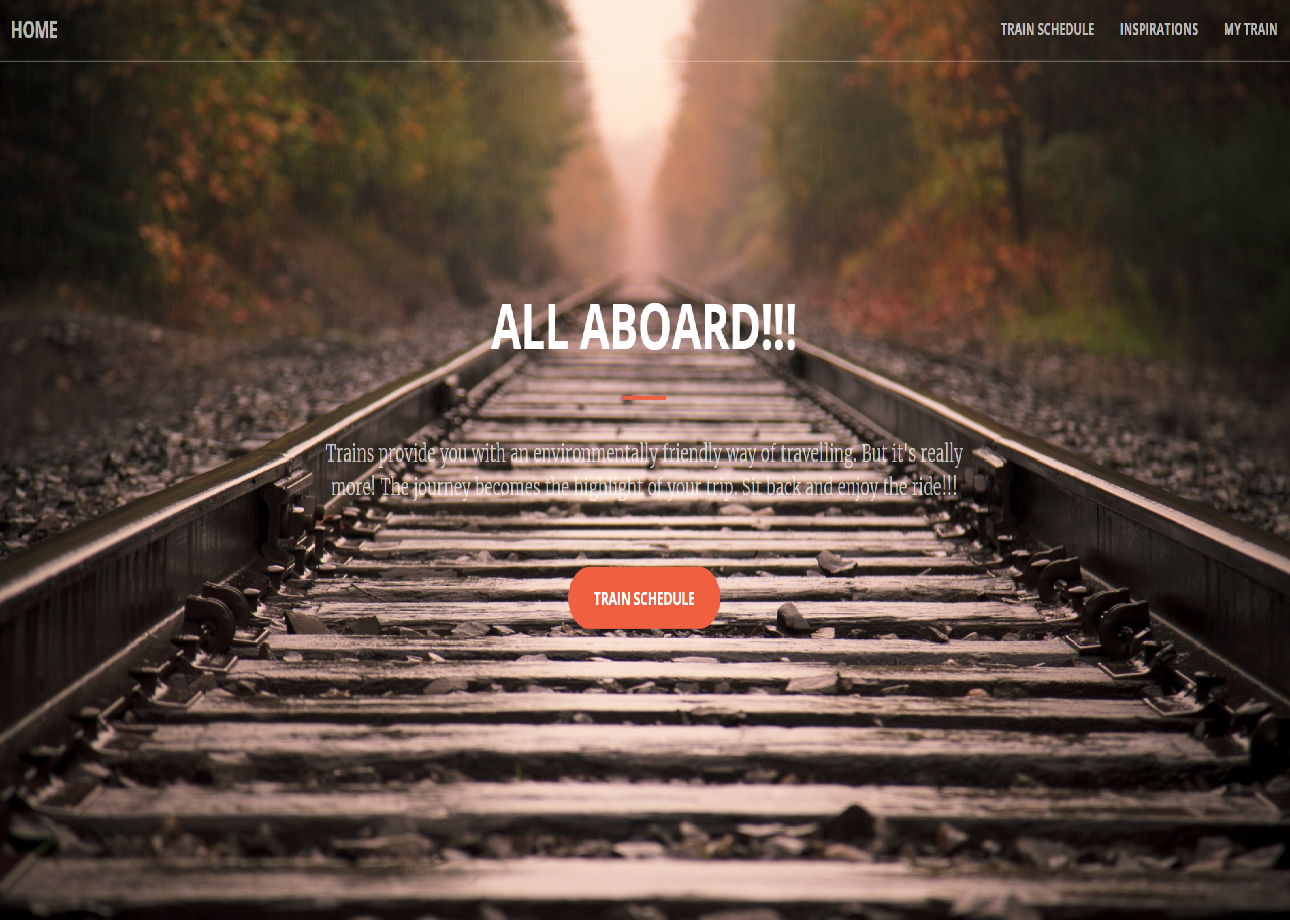 HOME
TRAIN SCHEDULE
INSPIRATIONS
MY TRAIN
ALL ABOARD!!!
Trains provide you with an environmentally friendly way of travelling. But it's really
more! The journey becomes the highlight of your trip. Sit back and enjoy the ride!!!
TRAIN SCHEDULE